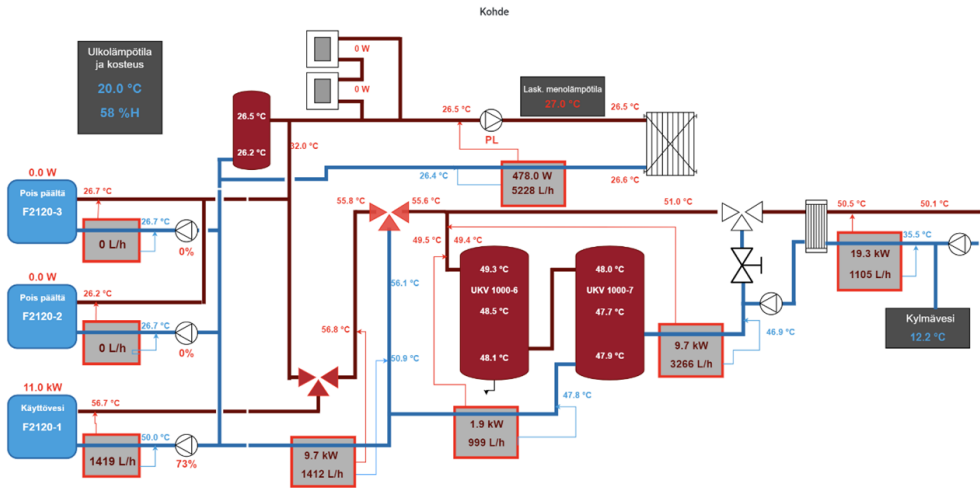 Kohde
Ulkolämpötila
ja kosteus
20.0 °C
58 %H
0 W
0 W
26.5 °C
26.2 °C
32.0 °C
26.5 °C
PL
Lask. menolämpötila
27.0 °C
26.5 °C
26.4 °C
478.0 W
5228 L/h
26.6 °C
0.0 W
Pois päältä
F2120-3
26.7 °C
0 L/h
26.7 °C
0%
0.0 W
Pois päältä
F2120-2
26.2 °C
0 L/h
26.7 °C
0%
11.0 kW
Käyttövesi
F2120-1
56.7 °C
1419 L/h
50.0 °C
73%
55.8 °C
55.6 °C
56.1 °C
56.8 °C
50.9 °C
9.7 kW
1412 L/h
49.5 °C
49.4 °C
49.3 °C
UKV 1000-6
48.5 °C
48.1 °C
48.0 °C
UKV 1000-7
47.7 °C
47.9 °C
1.9 kW
999 L/h
47.8 °C
51.0 °C
9.7 kW
3266 L/h
46.9 °C
50.5 °C
50.1 °C
19.3 kW
1105 L/h
35.5 °C
Kylmävesi
12.2 °C